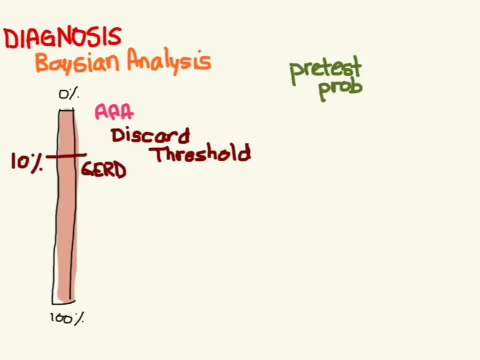 DIAGNOSIS
Baysian Analysis
pretest
prob
0%
AAA
Discard
Threshold
10%
GERD
100%